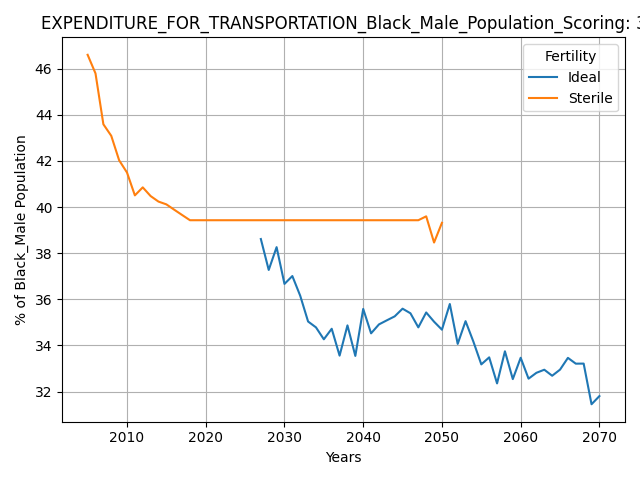 EXPENDITURE_FOR_TRANSPORTATION_Black_Male_Population_Scoring: 3
Fertility
Ideal
Sterile
% of Black_Male Population
46
44
42
40
38
36
34
32
2010 2020 2030 2040 2050 2060 2070
Years